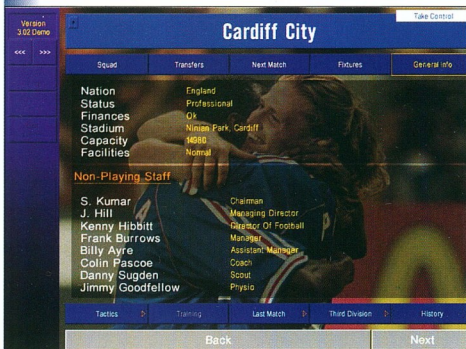 Version
3.02 Demo
<<< >>>
Cardiff City
Take Control
Squad Transfers Next Match Fixtures General Info
Nation England
Status Professional
Finances Ok
Stadium Ninian Park, Cardiff
Capacity 14980
Facilities Normal
Non-Playing Staff
S. Kumar Chairman
J. Hill Managing Director
Kenny Hibbitt Director Of Football
Frank Burrows Manager
Billy Ayre Assistant Manager
Colin Pascoe Coach
Danny Sugden Scout
Jimmy Goodfellow Physio
Tactics Training Last Match Third Division History
Back Next